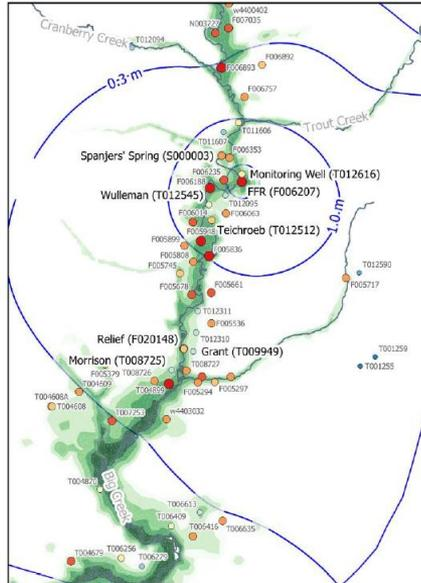 w4400402
N003727
F007035
Cranberry Creek
T012094
F006893
F006892
0.3 m
F006757
Trout Creek
T011606
T011607
Spanjers' Spring (S000003)
F006353
F006235
Monitoring Well (T012616)
F006188
FFR (F006207)
Wulleman (T012545)
T012095
F006014
F006063
1.0 m
Teichroeb (T012512)
F005948
F005899
F005836
F005808
F005745
T012590
F005717
F005678
F005661
T012311
F005536
Relief (F020148)
T012310
Grant (T009949)
Morrison (T008725)
T001259
T001255
F005379
T008726
T008727
T004609
T004899
F005294
F005297
T004608A
T004608
T007253
w4403032
Big Creek
T004820
T006613
T006409
F006416
T006635
T004679
T006256
T006229